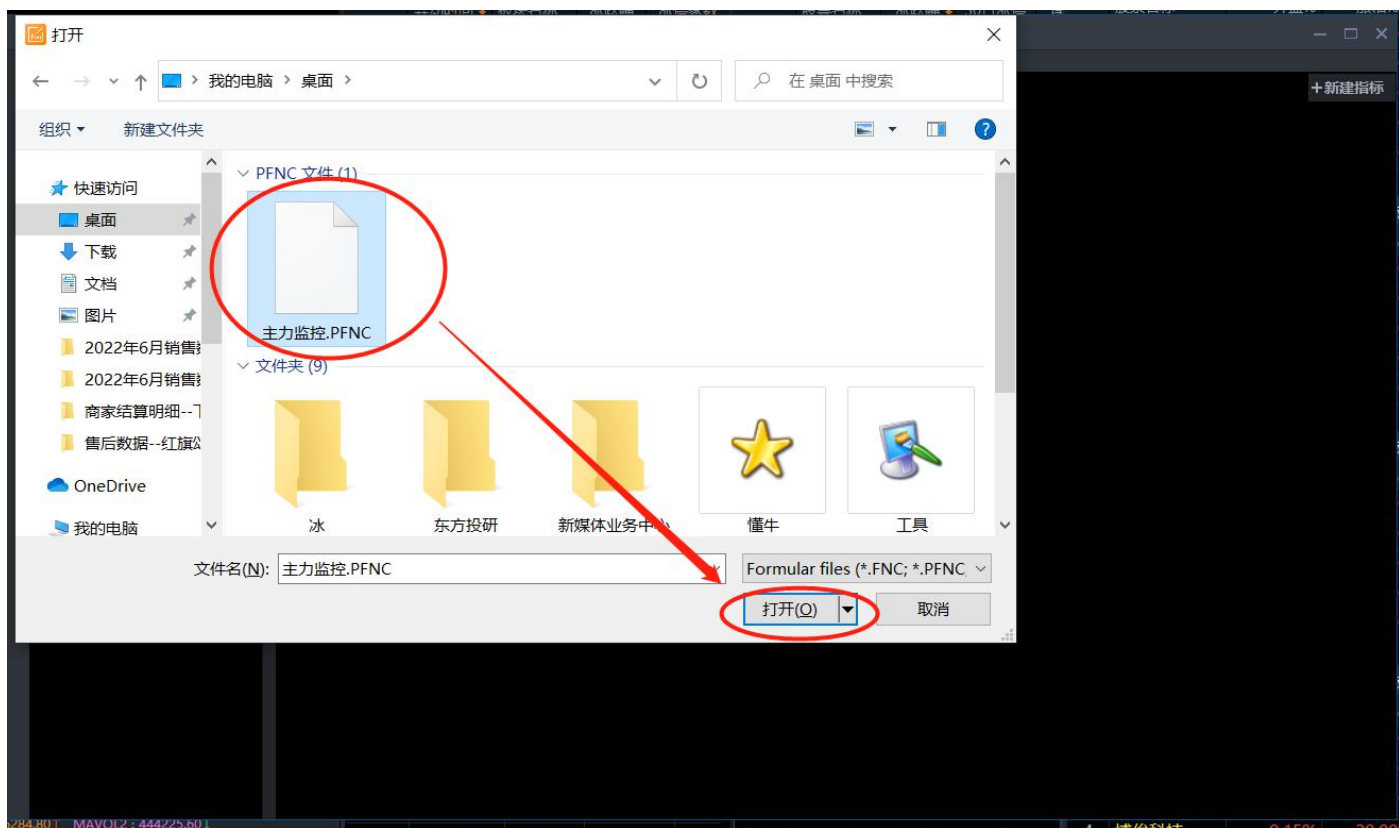 打开
我的电脑 > 桌面 >
在 桌面 中搜索
+新建指标
组织
新建文件夹
快速访问
桌面
下载
文档
图片
2022年6月销售
2022年6月销售
商家结算明细--
售后数据--红旗
OneDrive
我的电脑
PFNC 文件 (1)
主力监控.PFNC
文件夹 (9)
冰
东方投研
新媒体业务中心
懂牛
工具
文件名(N):
主力监控.PFNC
Formular files (*.FNC; *.PFNC
打开(O)
取消
5284.80↑ MAVOL2 : 444225.60↓